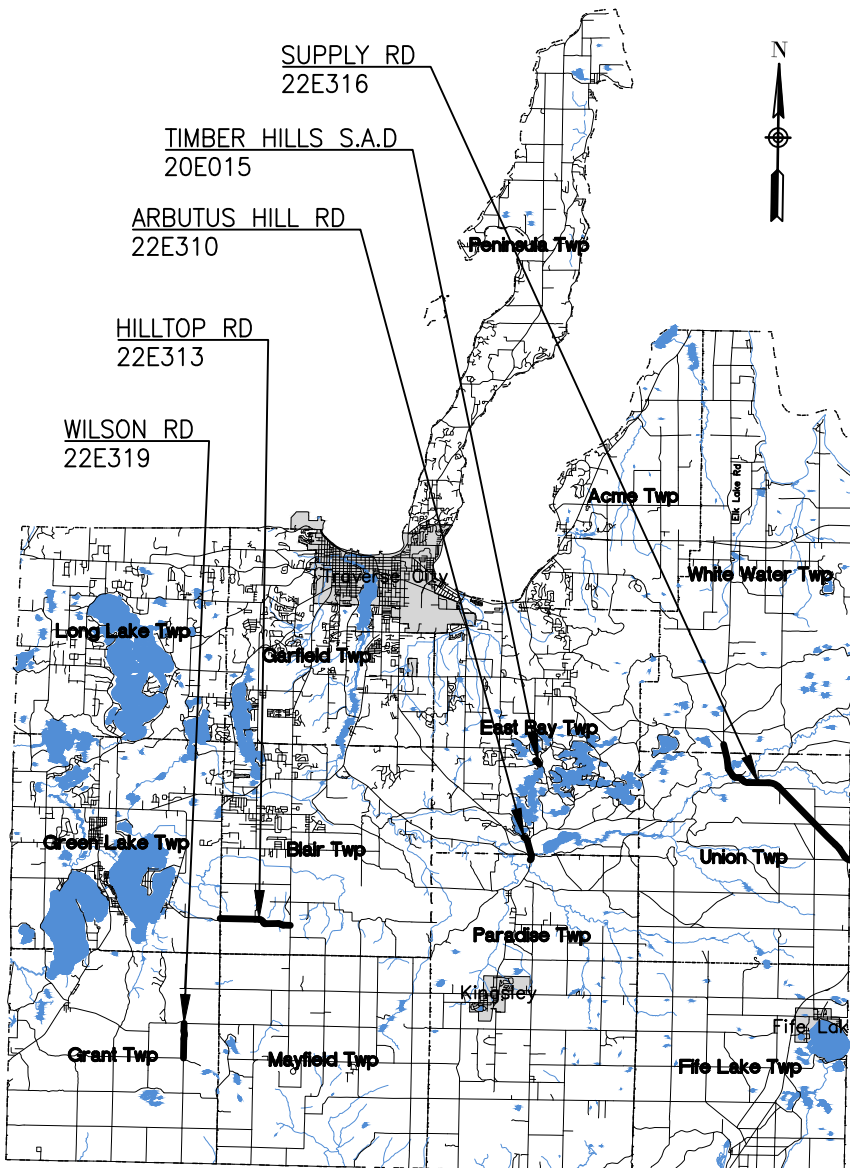 SUPPLY RD
22E316
N
TIMBER HILLS S.A.D
20E015
ARBUTUS HILL RD
22E310
Peninsula Twp
HILLTOP RD
22E313
WILSON RD
22E319
Elk Lake Rd
Acme Twp
Traverse City
White Water Twp
Long Lake Twp
Garfield Twp
East Bay Twp
Green Lake Twp
Blair Twp
Union Twp
Paradise Twp
Kingsley
Fife Lak
Grant Twp
Mayfield Twp
Fife Lake Twp